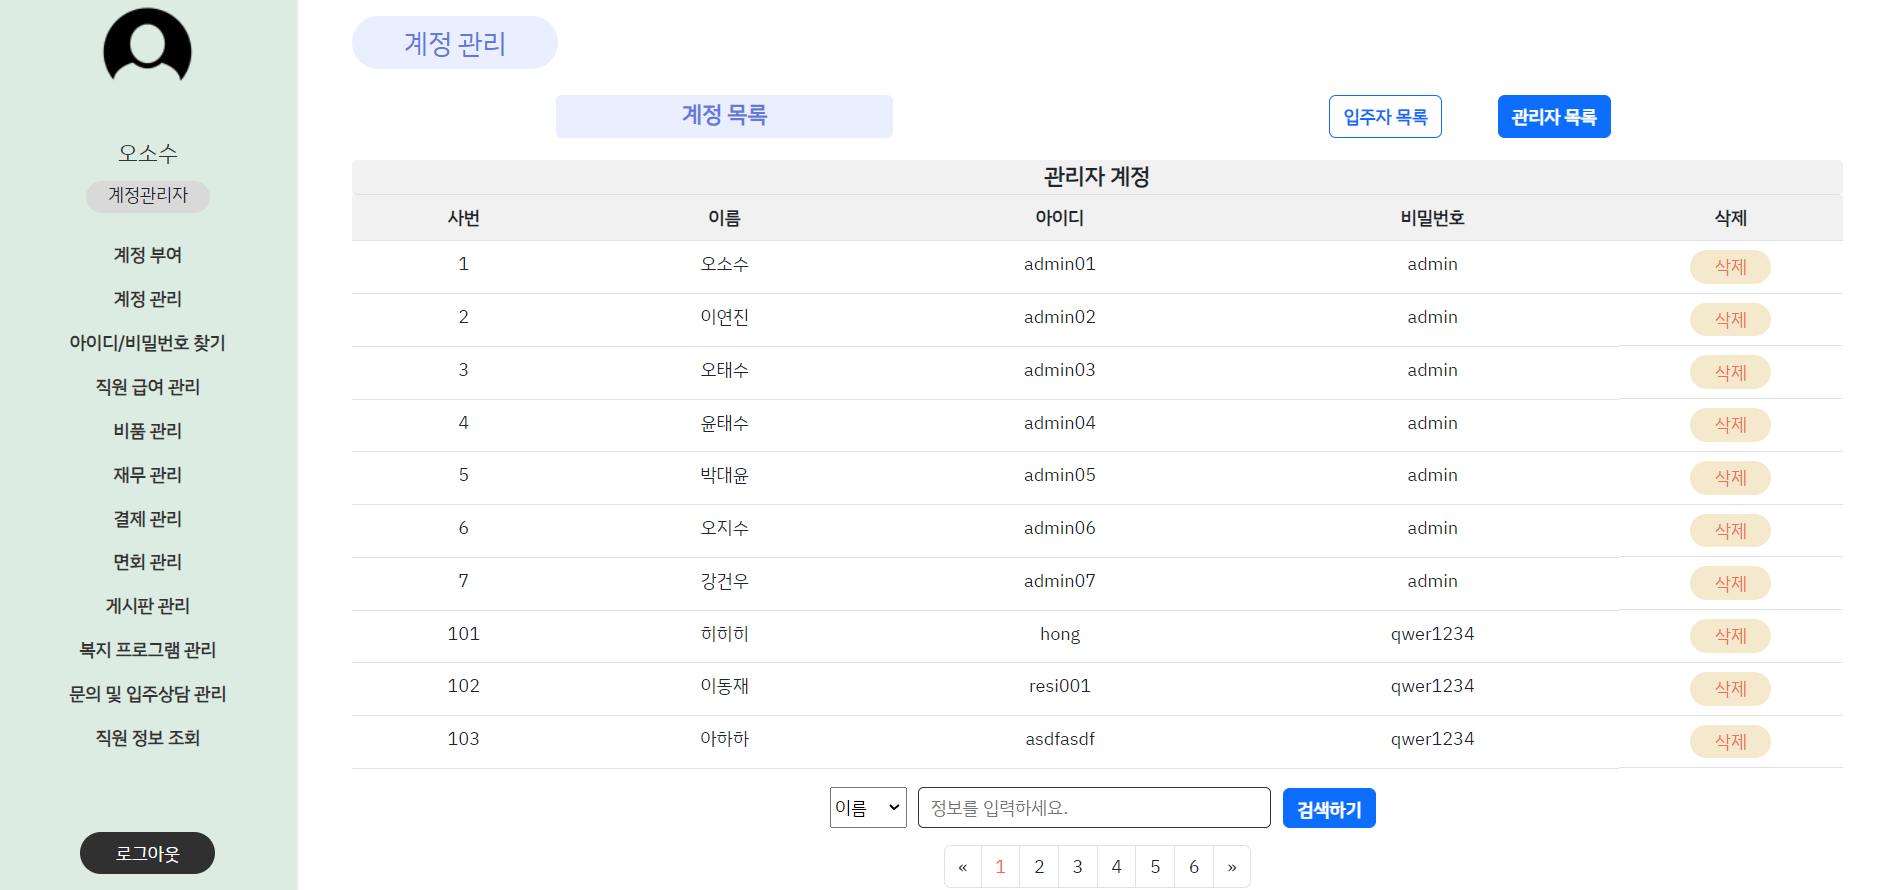 오소수
계정관리자
계정 부여
계정 관리
아이디/비밀번호 찾기
직원 급여 관리
비품 관리
재무 관리
결제 관리
면회 관리
게시판 관리
복지 프로그램 관리
문의 및 입주상담 관리
직원 정보 조회
로그아웃
계정 관리
계정 목록 입주자 목록 관리자 목록
관리자 계정
사번 이름 아이디 비밀번호 삭제
1 오소수 admin01 admin 삭제
2 이연진 admin02 admin 삭제
3 오태수 admin03 admin 삭제
4 윤태수 admin04 admin 삭제
5 박대윤 admin05 admin 삭제
6 오지수 admin06 admin 삭제
7 강건우 admin07 admin 삭제
101 히히히 hong qwer1234 삭제
102 이동재 resi001 qwer1234 삭제
103 아하하 asdfasdf qwer1234 삭제
이름 정보를 입력하세요. 검색하기
« 1 2 3 4 5 6 »